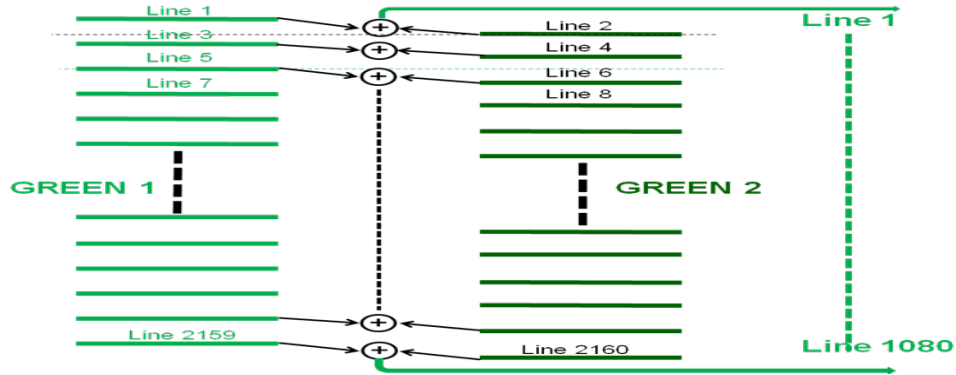 Line 1
Line 3
Line 5
Line 7
GREEN 1
Line 2159
+
+
+
+
+
Line 2
Line 4
Line 6
Line 8
GREEN 2
Line 2160
Line 1
Line 1080